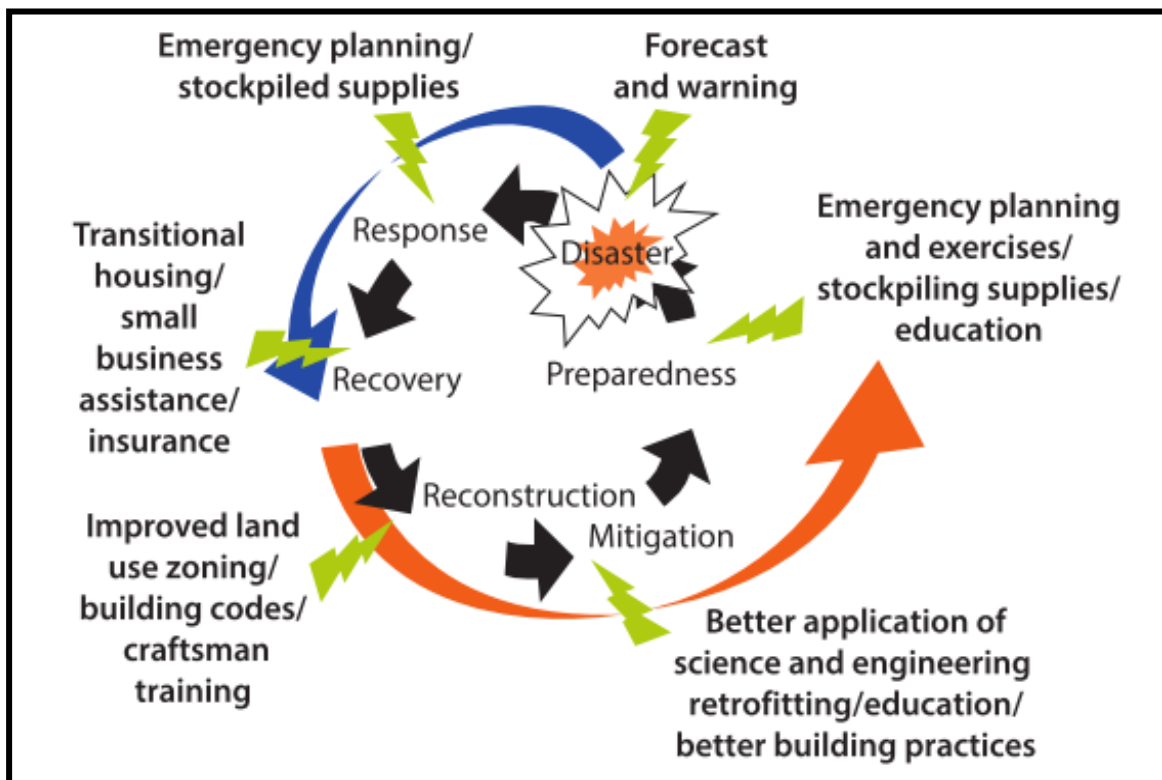 Emergency planning/
stockpiled supplies
Forecast
and warning
Response
Disaster
Emergency planning
and exercises/
stockpiling supplies/
education
Transitional
housing/
small
business
assistance/
insurance
Recovery
Preparedness
Reconstruction
Mitigation
Improved land
use zoning/
building codes/
craftsman
training
Better application of
science and engineering
retrofitting/education/
better building practices